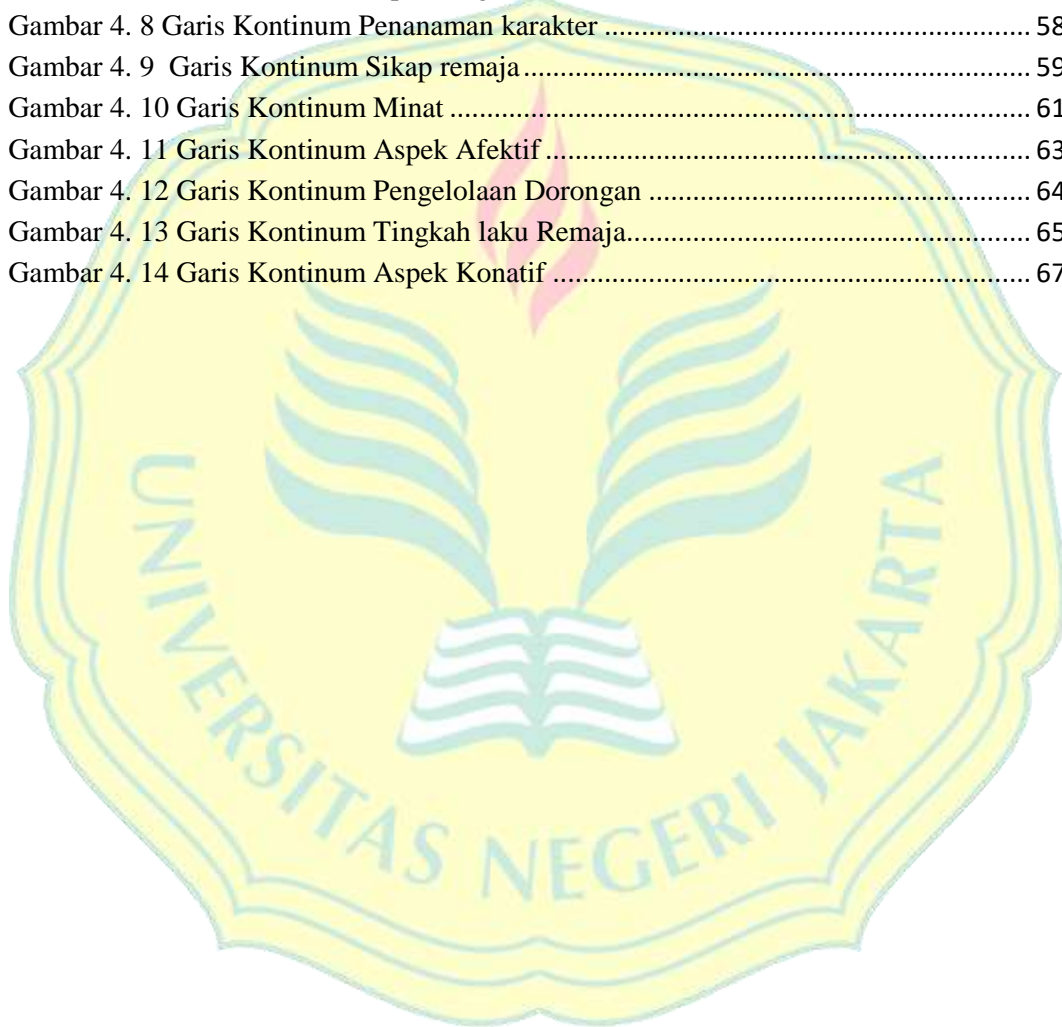 Gambar 4. 8 Garis Kontinum Penanaman karakter ........................................................ 58
Gambar 4. 9  Garis Kontinum Sikap remaja .................................................................. 59
Gambar 4. 10 Garis Kontinum Minat ........................................................................... 61
Gambar 4. 11 Garis Kontinum Aspek Afektif ............................................................... 63
Gambar 4. 12 Garis Kontinum Pengelolaan Dorongan .................................................. 64
Gambar 4. 13 Garis Kontinum Tingkah laku Remaja..................................................... 65
Gambar 4. 14 Garis Kontinum Aspek Konatif .............................................................. 67
UNIVERSITAS NEGERI JAKARTA